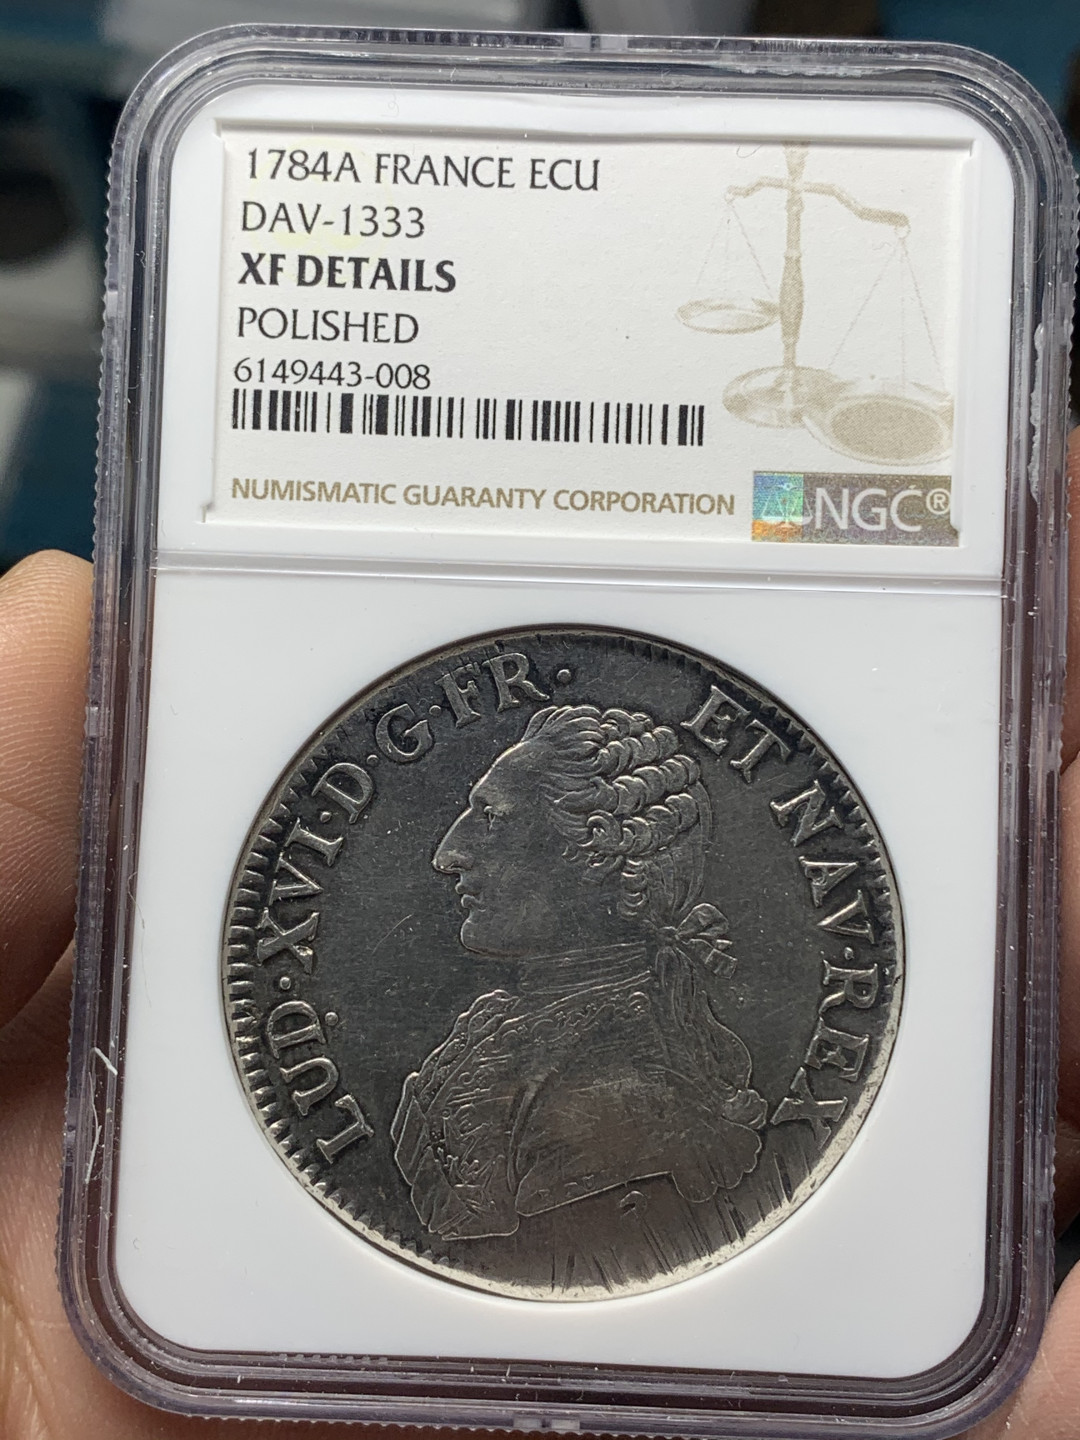 1784A FRANCE ECU
DAV-1333
XF DETAILS
POLISHED
6149443-008
NUMISMATIC GUARANTY CORPORATION
NGC®
LUD·XVI·D·G·FR· ET NAV·REX